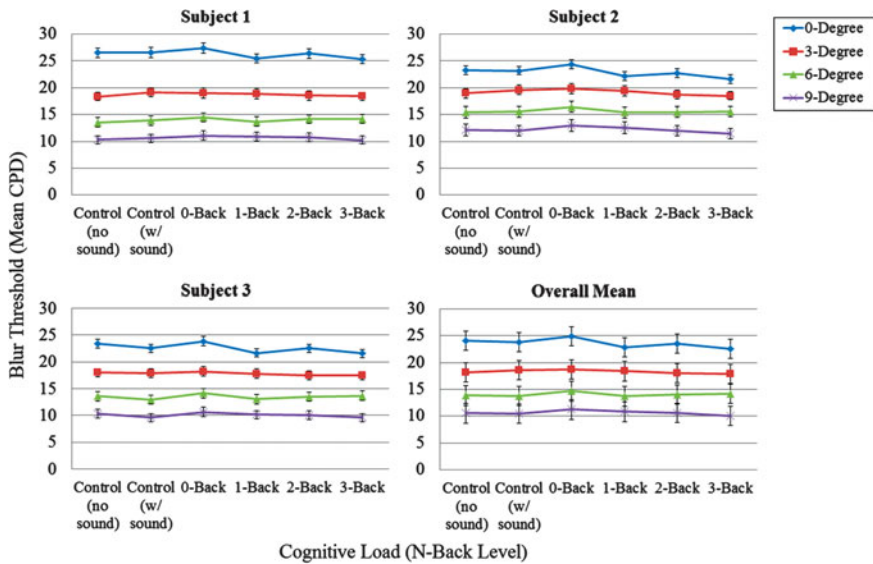 Subject 1
30
25
20
15
10
5
0
Control (no sound)
Control (w/ sound)
0-Back
1-Back
2-Back
3-Back
Subject 2
30
25
20
15
10
5
0
Control (no sound)
Control (w/ sound)
0-Back
1-Back
2-Back
3-Back
0-Degree
3-Degree
6-Degree
9-Degree
Blur Threshold (Mean CPD)
Subject 3
30
25
20
15
10
5
0
Control (no sound)
Control (w/ sound)
0-Back
1-Back
2-Back
3-Back
Overall Mean
30
25
20
15
10
5
0
Control (no sound)
Control (w/ sound)
0-Back
1-Back
2-Back
3-Back
Cognitive Load (N-Back Level)